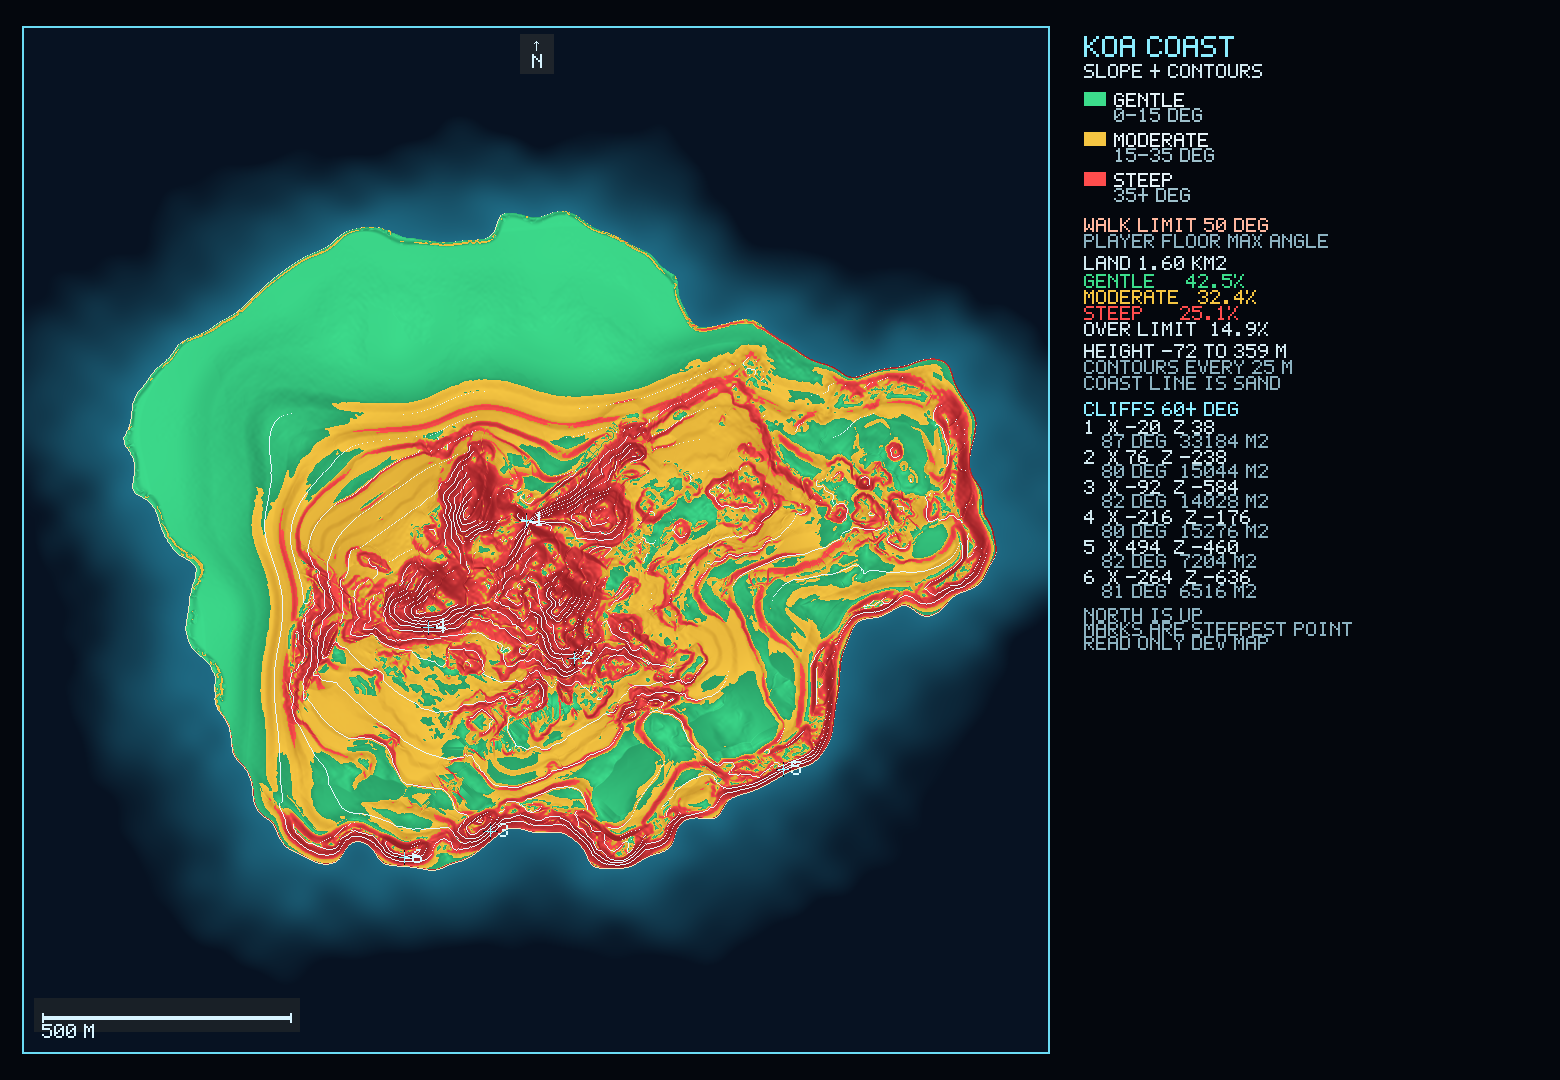 ↑
N
1
4
2
5
3
6
500 M
KOA COAST
SLOPE + CONTOURS
GENTLE
0-15 DEG
MODERATE
15-35 DEG
STEEP
35+ DEG
WALK LIMIT 50 DEG
PLAYER FLOOR MAX ANGLE
LAND 1.60 KM2
GENTLE 42.5%
MODERATE 32.4%
STEEP 25.1%
OVER LIMIT 14.9%
HEIGHT -72 TO 359 M
CONTOURS EVERY 25 M
COAST LINE IS SAND
CLIFFS 60+ DEG
1 X -20 Z 38
87 DEG 33184 M2
2 X 76 Z -238
80 DEG 15044 M2
3 X -92 Z -584
82 DEG 14028 M2
4 X -216 Z -176
80 DEG 15276 M2
5 X 494 Z -460
82 DEG 7204 M2
6 X -264 Z -636
81 DEG 6516 M2
NORTH IS UP
MARKS ARE STEEPEST POINT
READ ONLY DEV MAP